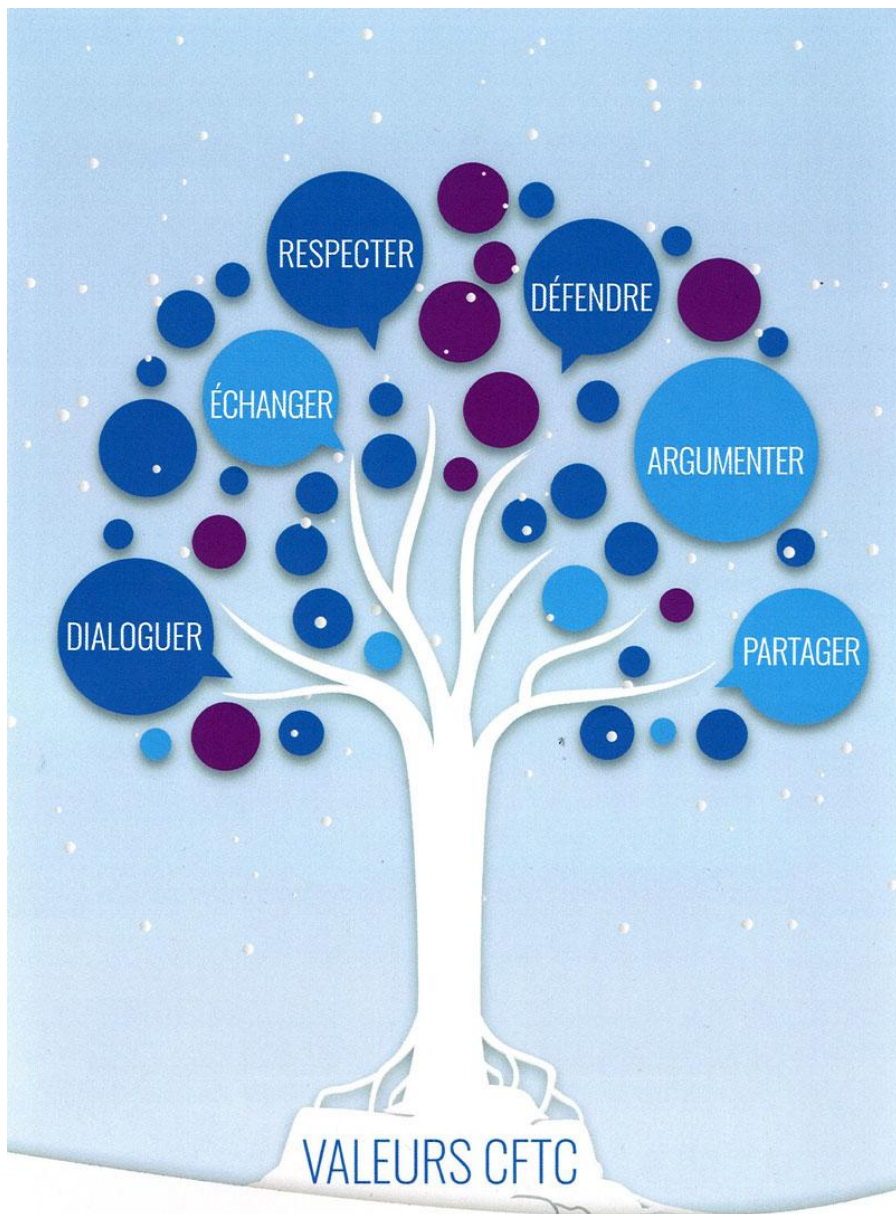 RESPECTER
DÉFENDRE
ÉCHANGER
ARGUMENTER
DIALOGUER
PARTAGER
VALEURS CFTC